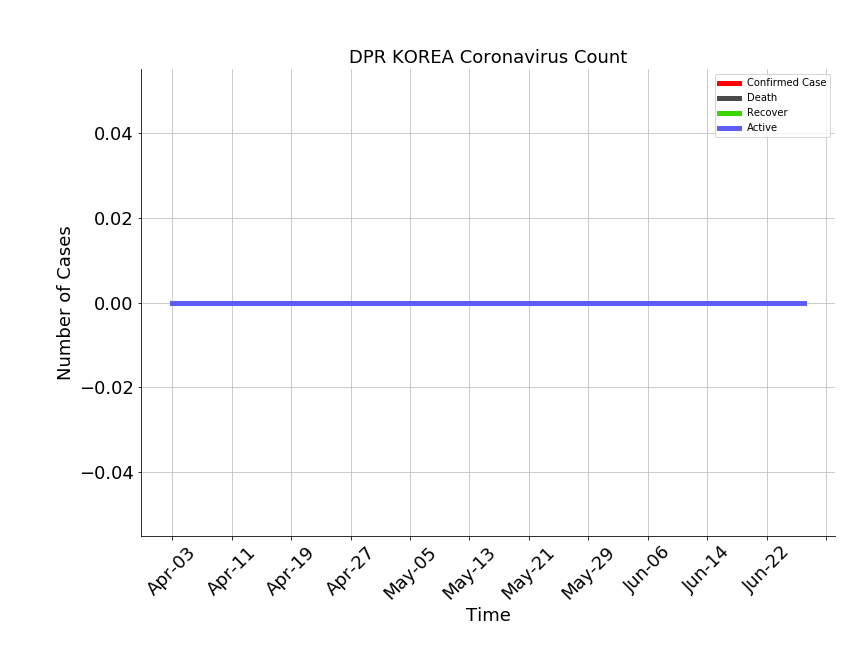 DPR KOREA Coronavirus Count
Confirmed Case
Death
Recover
Active
0.04
0.02
0.00
−0.02
−0.04
Number of Cases
Apr-03
Apr-11
Apr-19
Apr-27
May-05
May-13
May-21
May-29
Jun-06
Jun-14
Jun-22
Time